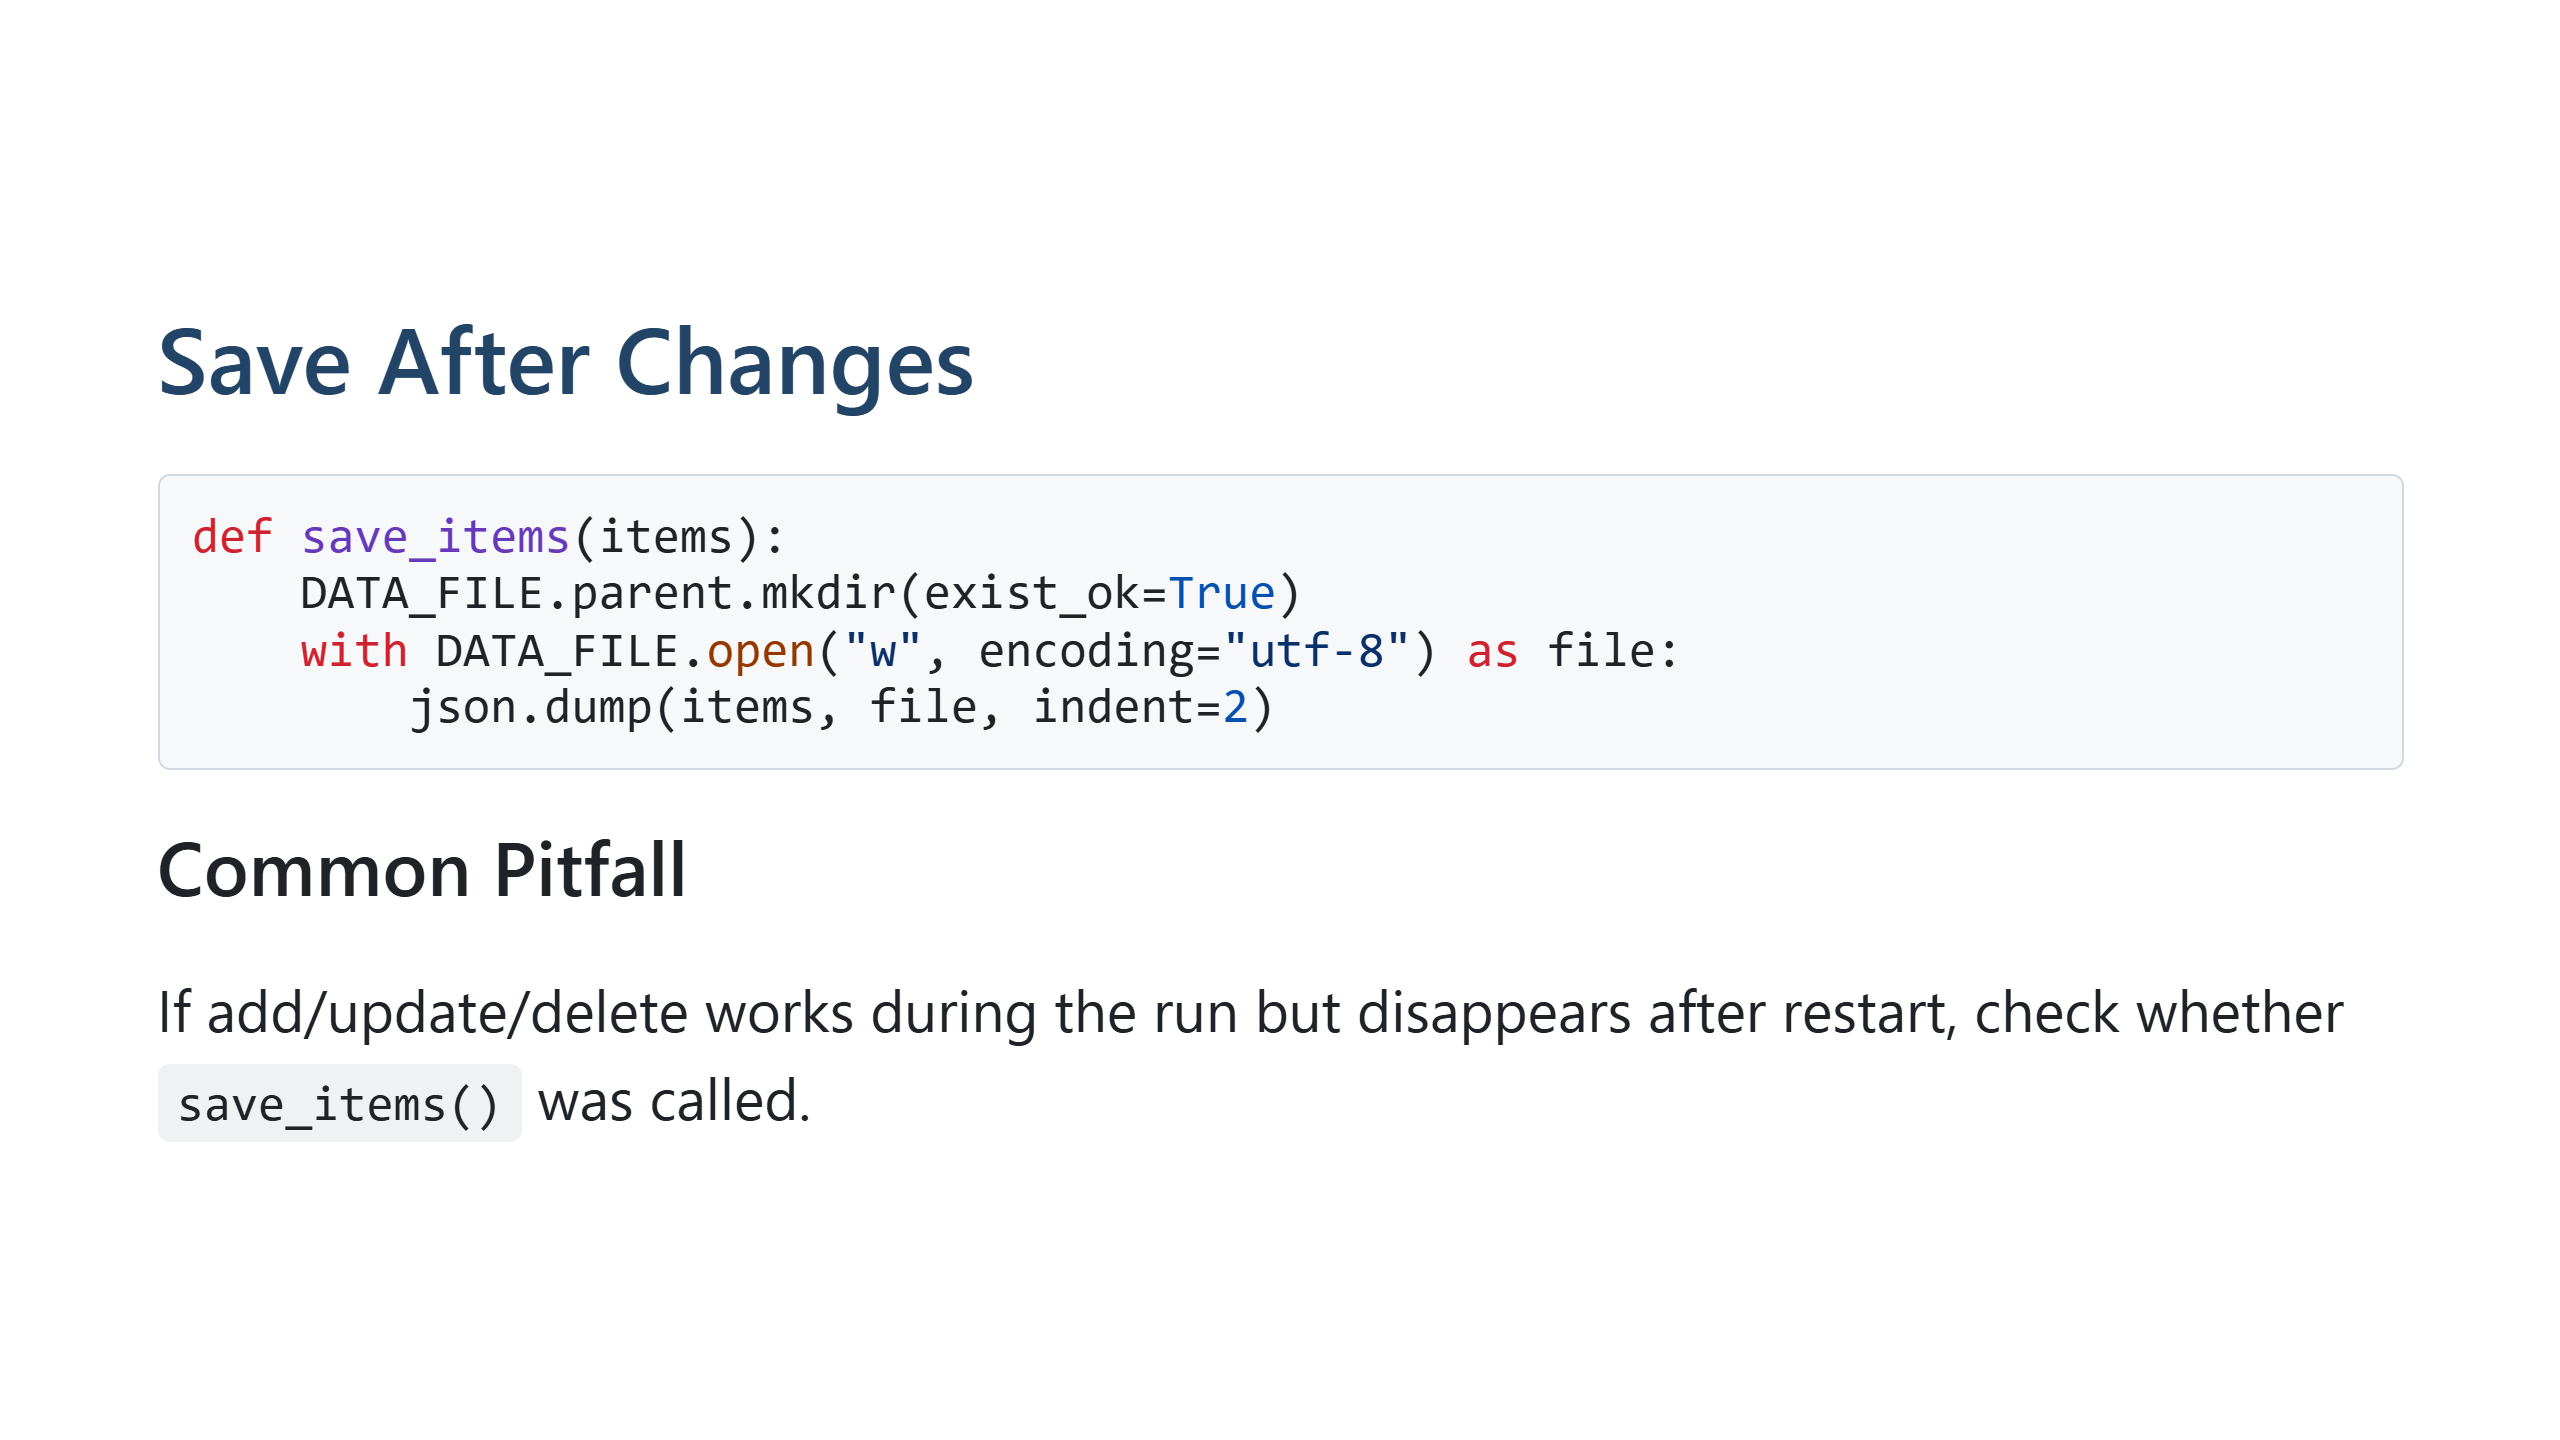 Save After Changes
def save_items(items):
    DATA_FILE.parent.mkdir(exist_ok=True)
    with DATA_FILE.open("w", encoding="utf-8") as file:
        json.dump(items, file, indent=2)
Common Pitfall
If add/update/delete works during the run but disappears after restart, check whether
save_items() was called.